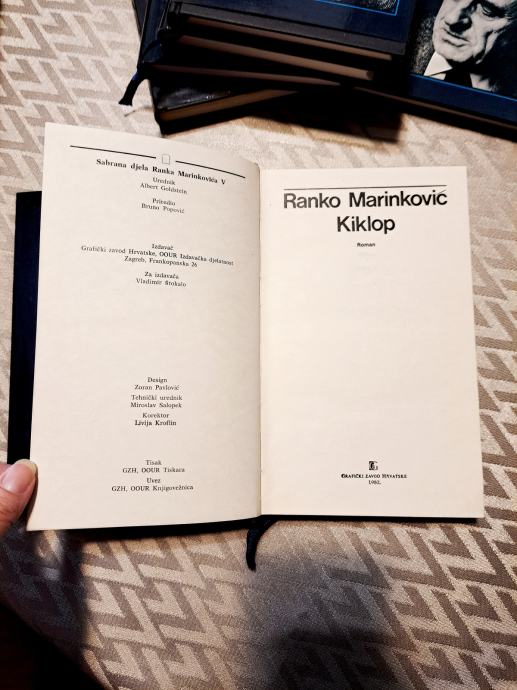 Sabrana djela Ranka Marinkovića V
Urednik
Albert Goldstein
Priredio
Bruno Popović
Izdavač
Grafički zavod Hrvatske, OOUR Izdavačka djelatnost
Zagreb, Frankopanska 26
Za izdavača
Vladimir Štokalo
Design
Zoran Pavlović
Tehnički urednik
Miroslav Salopek
Korektor
Livija Kroflin
Tisak
GZH, OOUR Tiskara
Uvez
GZH, OOUR Knjigovežnica
Ranko Marinković
Kiklop
Roman
GRAFIČKI ZAVOD HRVATSKE
1982.